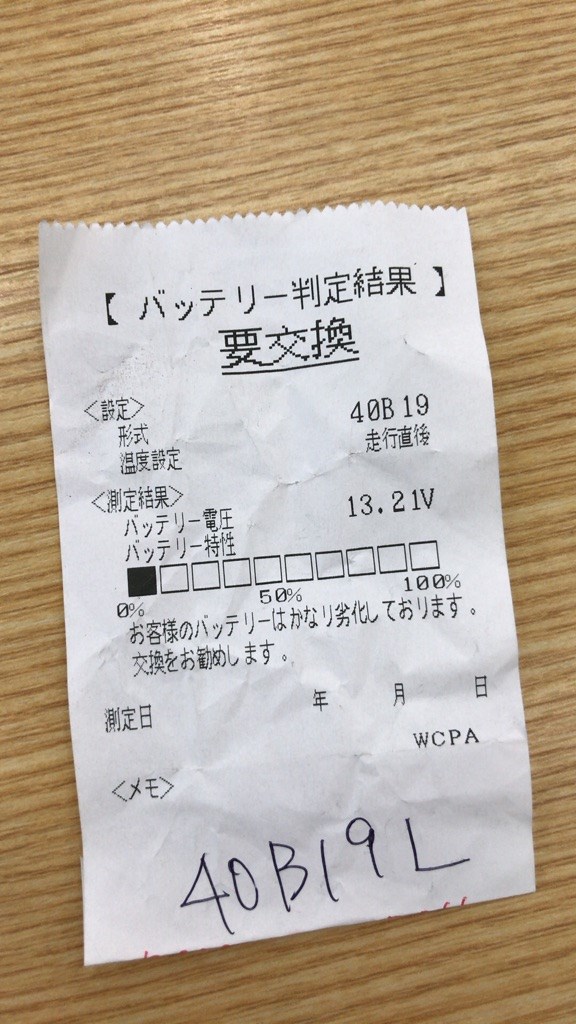 【 バッテリー判定結果 】
要交換
<設定>
形式 40B19
温度設定 走行直後
<測定結果>
バッテリー電圧 13.21V
バッテリー特性
0% 50% 100%
お客様のバッテリーはかなり劣化しております。
交換をお勧めします。
測定日 年 月 日
WCPA
<メモ>
40B19L